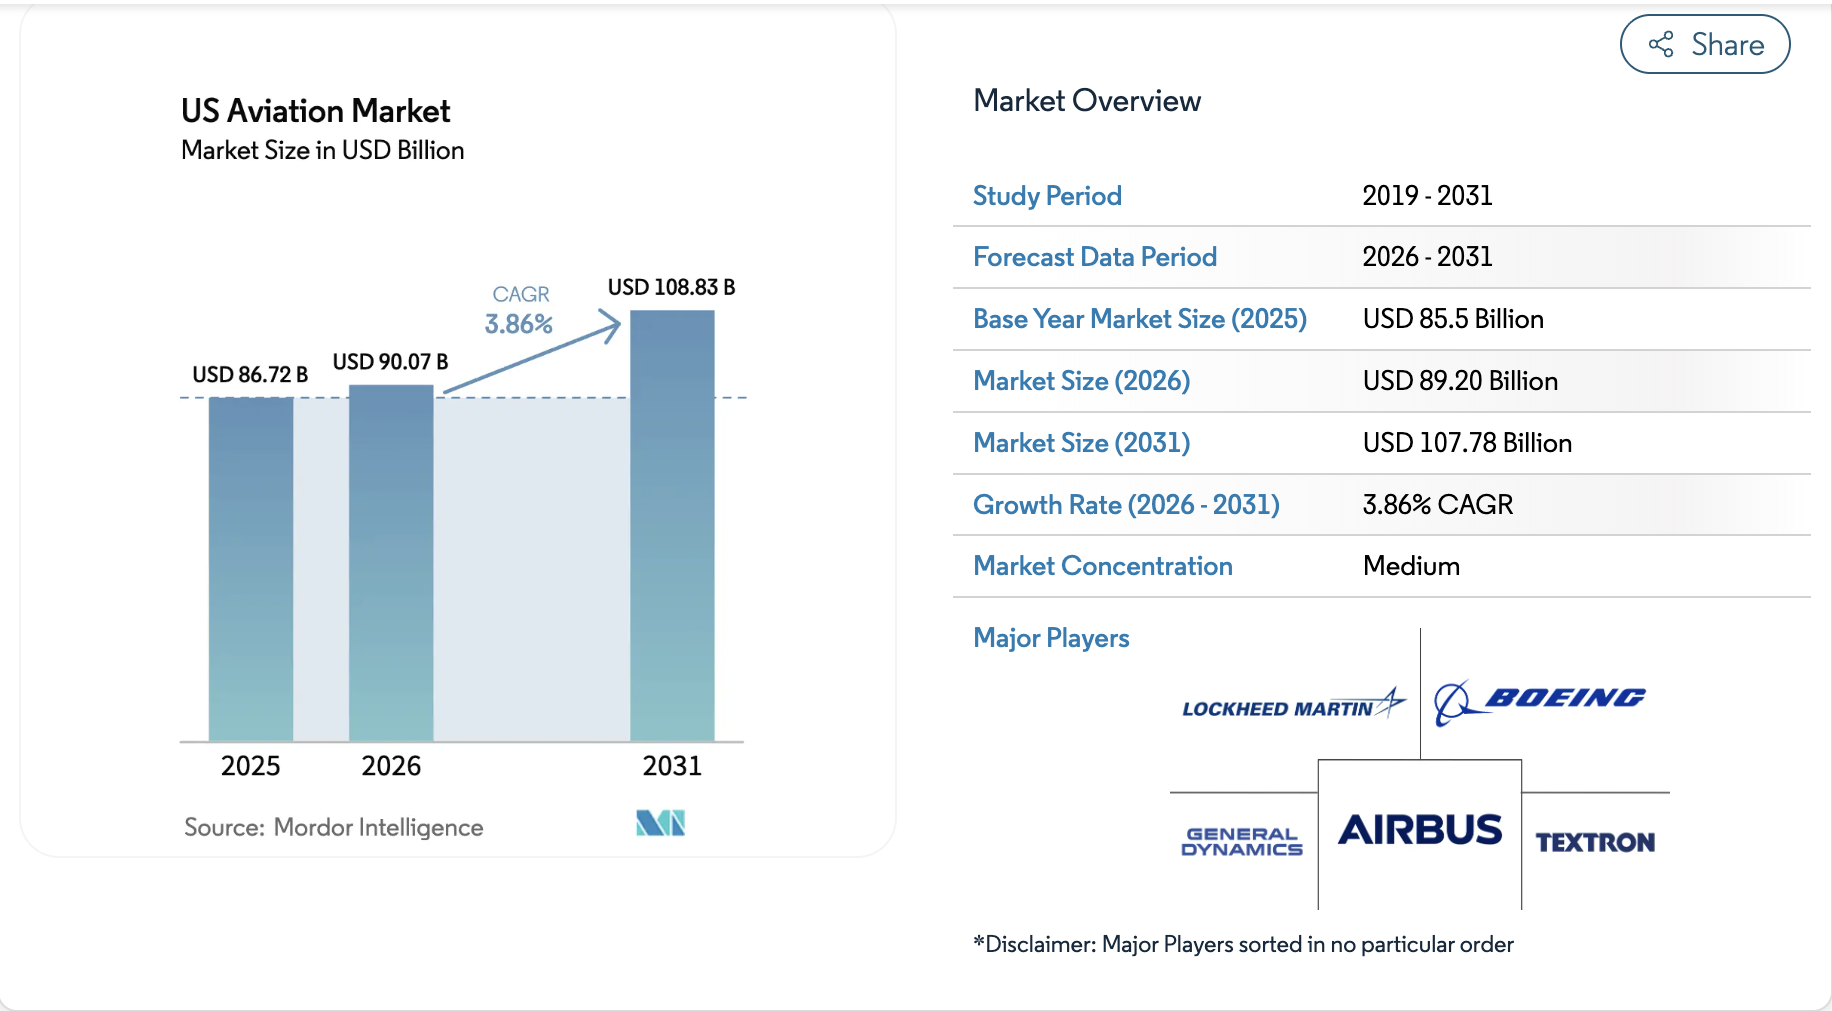 Share
US Aviation Market
Market Size in USD Billion
USD 86.72 B
USD 90.07 B
CAGR
3.86%
USD 108.83 B
2025
2026
2031
Source: Mordor Intelligence
Market Overview
Study Period 2019 - 2031
Forecast Data Period 2026 - 2031
Base Year Market Size (2025) USD 85.5 Billion
Market Size (2026) USD 89.20 Billion
Market Size (2031) USD 107.78 Billion
Growth Rate (2026 - 2031) 3.86% CAGR
Market Concentration Medium
Major Players
LOCKHEED MARTIN
BOEING
GENERAL
DYNAMICS
AIRBUS
TEXTRON
*Disclaimer: Major Players sorted in no particular order